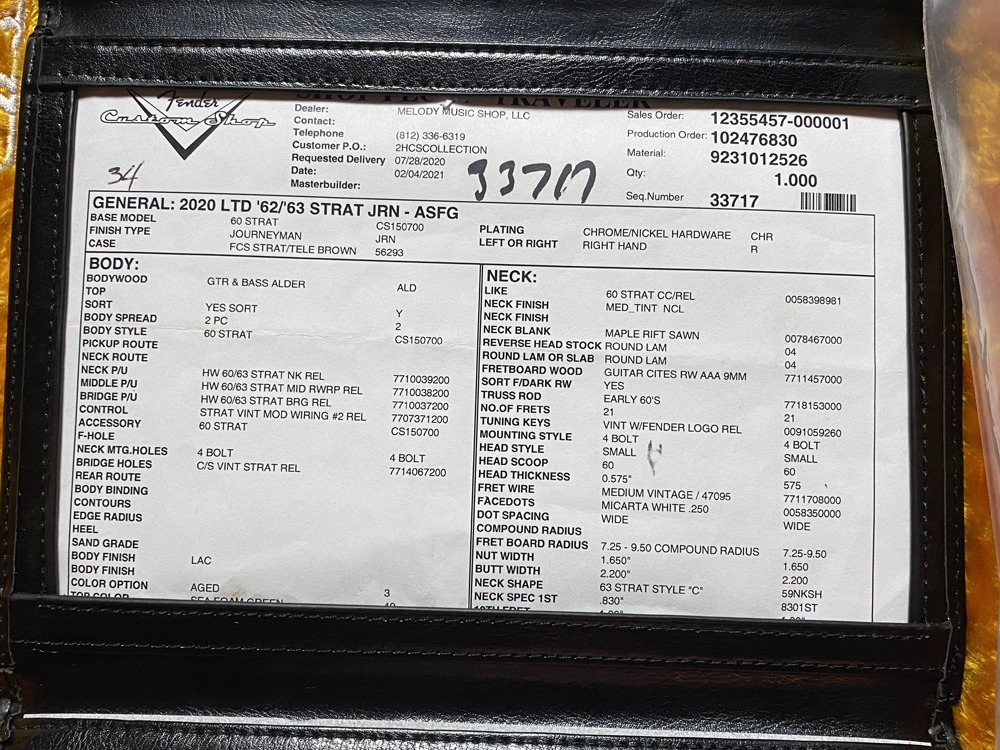 Fender
Custom Shop
SHOP TRAVELER
Dealer: MELODY MUSIC SHOP, LLC
Contact:
Telephone (812) 336-6319
Customer P.O.: 2HCSCOLLECTION
Requested Delivery 07/28/2020
Date: 02/04/2021
Masterbuilder:
34
33717
Sales Order: 12355457-000001
Production Order: 102476830
Material: 9231012526
Qty: 1.000
Seq.Number 33717
GENERAL: 2020 LTD '62/'63 STRAT JRN - ASFG
BASE MODEL 60 STRAT CS150700
FINISH TYPE JOURNEYMAN JRN
CASE FCS STRAT/TELE BROWN 56293
PLATING CHROME/NICKEL HARDWARE CHR
LEFT OR RIGHT RIGHT HAND R
BODY:
BODYWOOD GTR & BASS ALDER ALD
TOP
SORT YES SORT Y
BODY SPREAD 2 PC 2
BODY STYLE 60 STRAT CS150700
PICKUP ROUTE
NECK ROUTE
NECK P/U HW 60/63 STRAT NK REL 7710039200
MIDDLE P/U HW 60/63 STRAT MID RWRP REL 7710038200
BRIDGE P/U HW 60/63 STRAT BRG REL 7710037200
CONTROL STRAT VINT MOD WIRING #2 REL 7707371200
ACCESSORY 60 STRAT CS150700
F-HOLE
NECK MTG.HOLES 4 BOLT 4 BOLT
BRIDGE HOLES C/S VINT STRAT REL 7714067200
REAR ROUTE
BODY BINDING
CONTOURS
EDGE RADIUS
HEEL
SAND GRADE
BODY FINISH LAC
BODY FINISH
COLOR OPTION AGED 3
TOP COLOR SEA FOAM GREEN
NECK:
LIKE 60 STRAT CC/REL 0058398981
NECK FINISH MED_TINT NCL
NECK FINISH
NECK BLANK MAPLE RIFT SAWN 0078467000
REVERSE HEAD STOCK ROUND LAM 04
ROUND LAM OR SLAB ROUND LAM 04
FRETBOARD WOOD GUITAR CITES RW AAA 9MM 7711457000
SORT F/DARK RW YES
TRUSS ROD EARLY 60'S 7718153000
NO.OF FRETS 21 21
TUNING KEYS VINT W/FENDER LOGO REL 0091059260
MOUNTING STYLE 4 BOLT 4 BOLT
HEAD STYLE SMALL SMALL
HEAD SCOOP 60 60
HEAD THICKNESS 0.575" 575
FRET WIRE MEDIUM VINTAGE / 47095 7711708000
FACEDOTS MICARTA WHITE .250 0058350000
DOT SPACING WIDE WIDE
COMPOUND RADIUS
FRET BOARD RADIUS 7.25 - 9.50 COMPOUND RADIUS 7.25-9.50
NUT WIDTH 1.650" 1.650
BUTT WIDTH 2.200" 2.200
NECK SHAPE 63 STRAT STYLE "C" 59NKSH
NECK SPEC 1ST .830" 8301ST